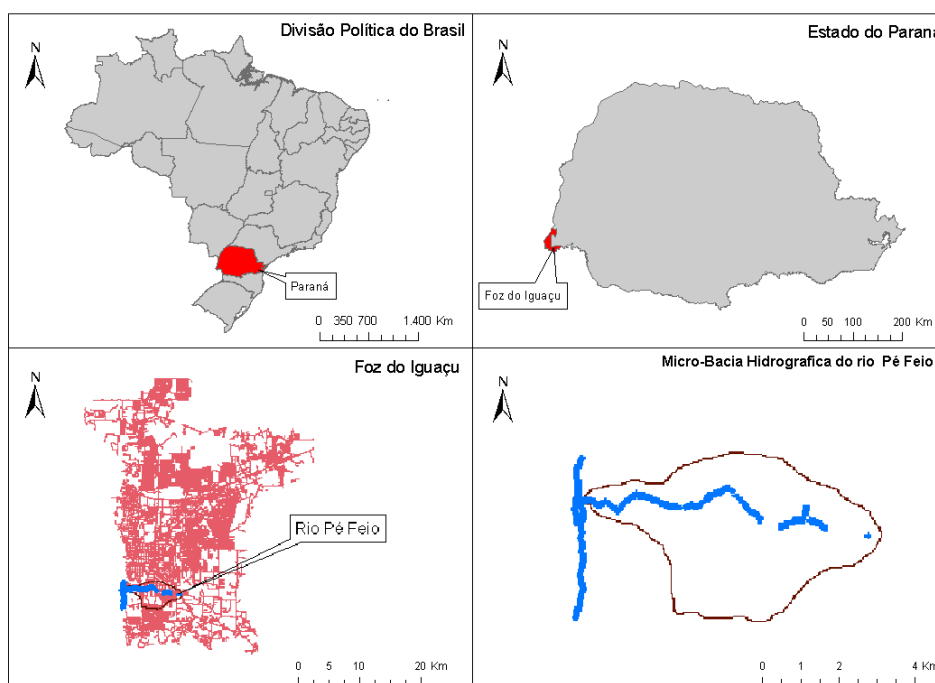 Divisão Política do Brasil
N
Paraná
0 350 700 1.400 Km
Estado do Paraná
N
Foz do Iguaçu
0 50 100 200 Km
Foz do Iguaçu
N
Rio Pé Feio
0 5 10 20 Km
Micro-Bacia Hidrografica do rio Pé Feio
N
0 1 2 4 Km